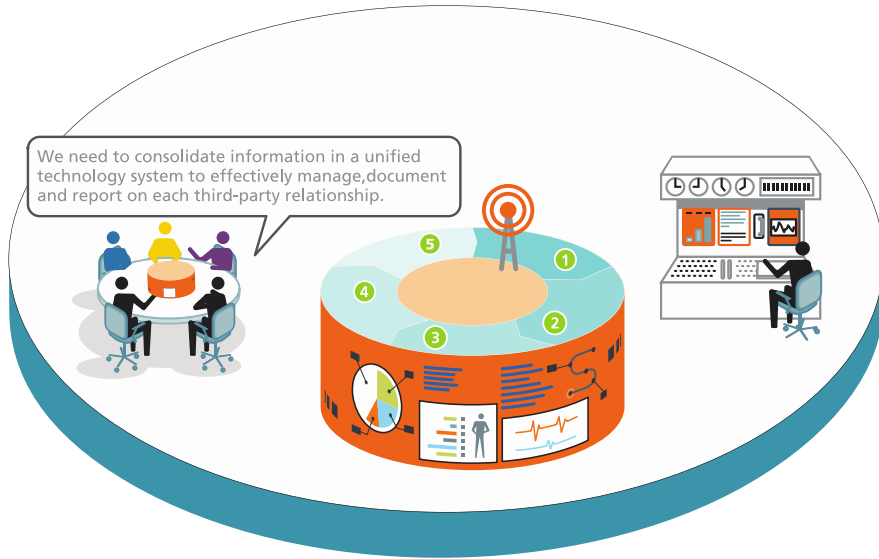 We need to consolidate information in a unified
technology system to effectively manage,document
and report on each third-party relationship.
5
1
4
2
3